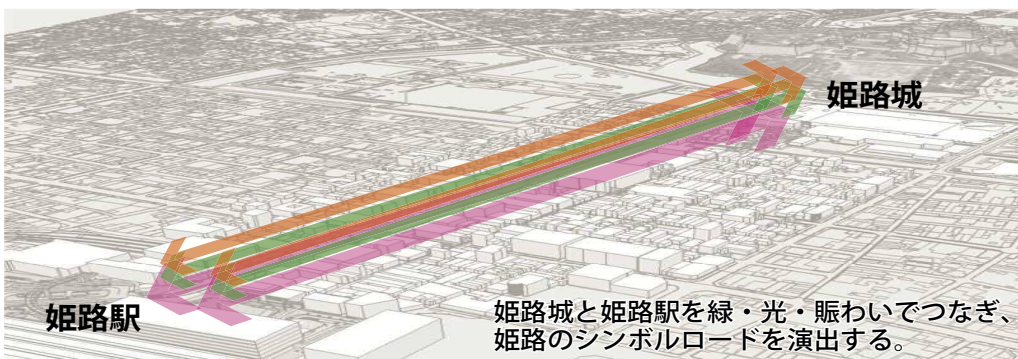 姫路城
姫路駅
姫路城と姫路駅を緑・光・賑わいでつなぎ、
姫路のシンボルロードを演出する。